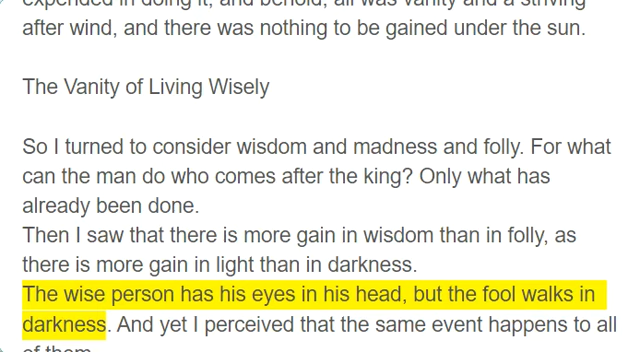 expended in doing it, and behold, all was vanity and a striving
after wind, and there was nothing to be gained under the sun.
The Vanity of Living Wisely
So I turned to consider wisdom and madness and folly. For what
can the man do who comes after the king? Only what has
already been done.
Then I saw that there is more gain in wisdom than in folly, as
there is more gain in light than in darkness.
The wise person has his eyes in his head, but the fool walks in
darkness. And yet I perceived that the same event happens to all
of them.